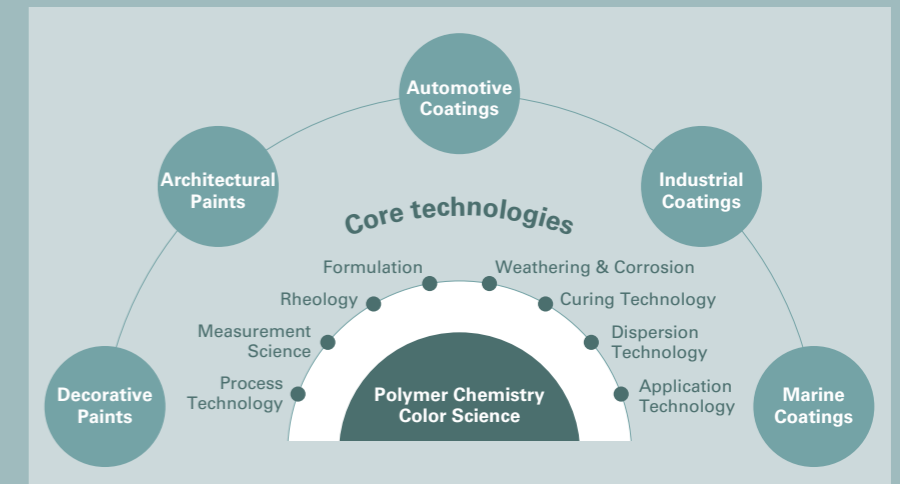 Automotive
Coatings
Architectural
Paints
Industrial
Coatings
Core technologies
Formulation
Weathering & Corrosion
Rheology
Curing Technology
Measurement
Science
Dispersion
Technology
Process
Technology
Application
Technology
Decorative
Paints
Polymer Chemistry
Color Science
Marine
Coatings